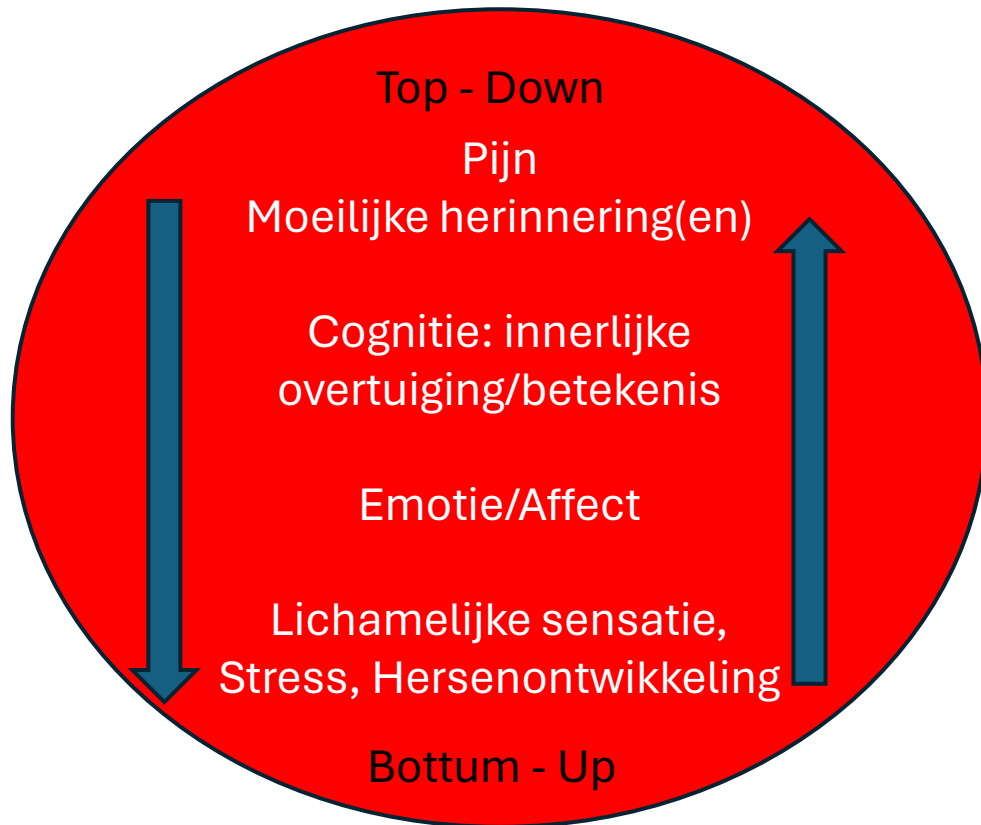 Top - Down
Pijn
Moeilijke herinnering(en)
Cognitie: innerlijke
overtuiging/betekenis
Emotie/Affect
Lichamelijke sensatie,
Stress, Hersenontwikkeling
Bottum - Up